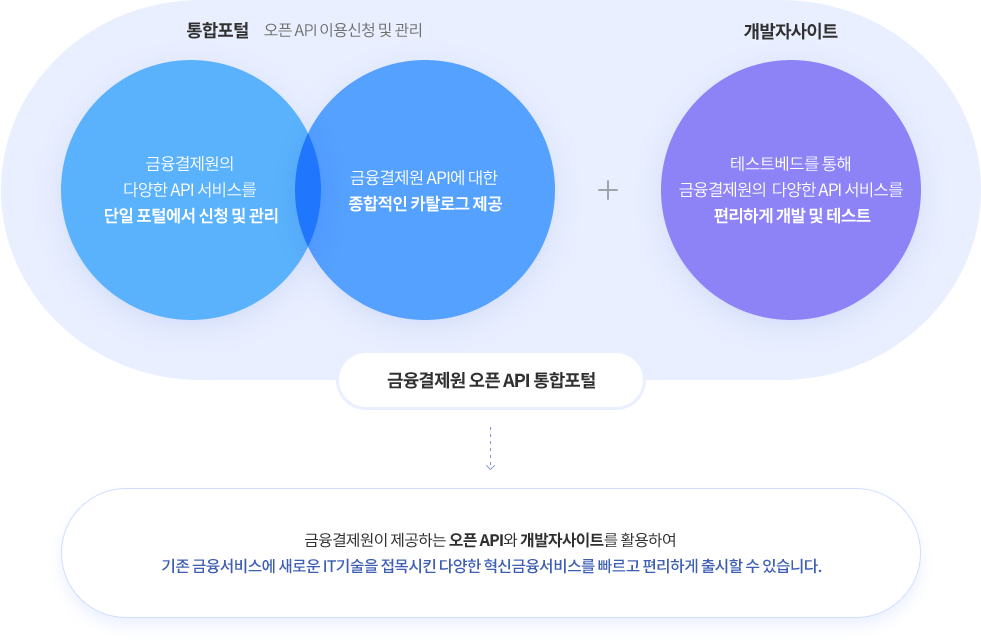 통합포털 오픈 API 이용신청 및 관리
개발자사이트
금융결제원의
다양한 API 서비스를
단일 포털에서 신청 및 관리
금융결제원 API에 대한
종합적인 카탈로그 제공
+
테스트베드를 통해
금융결제원의 다양한 API 서비스를
편리하게 개발 및 테스트
금융결제원 오픈 API 통합포털
금융결제원이 제공하는 오픈 API와 개발자사이트를 활용하여
기존 금융서비스에 새로운 IT기술을 접목시킨 다양한 혁신금융서비스를 빠르고 편리하게 출시할 수 있습니다.